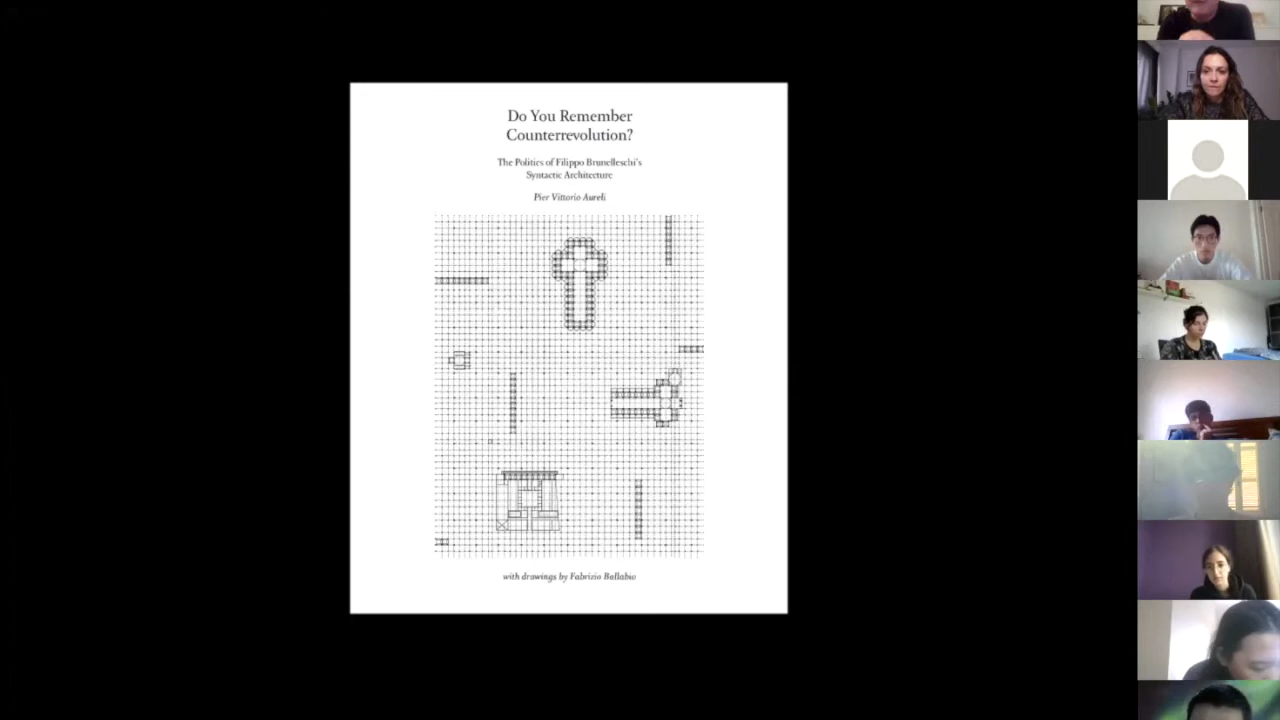 Do You Remember
Counterrevolution?
The Politics of Filippo Brunelleschi's
Syntactic Architecture
Pier Vittorio Aureli
with drawings by Fabrizio Ballabio